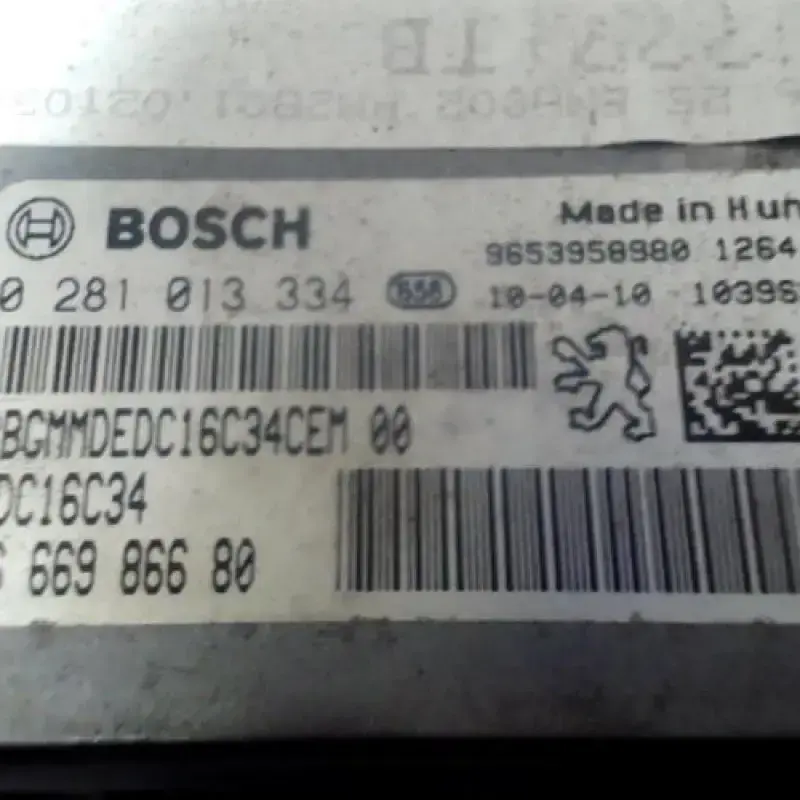 BOSCH
Made in Hun
9653958980 1264
0 281 013 334
10-04-10 10398
BGMMDEDC16C34CEM 00
DC16C34
6 669 866 80